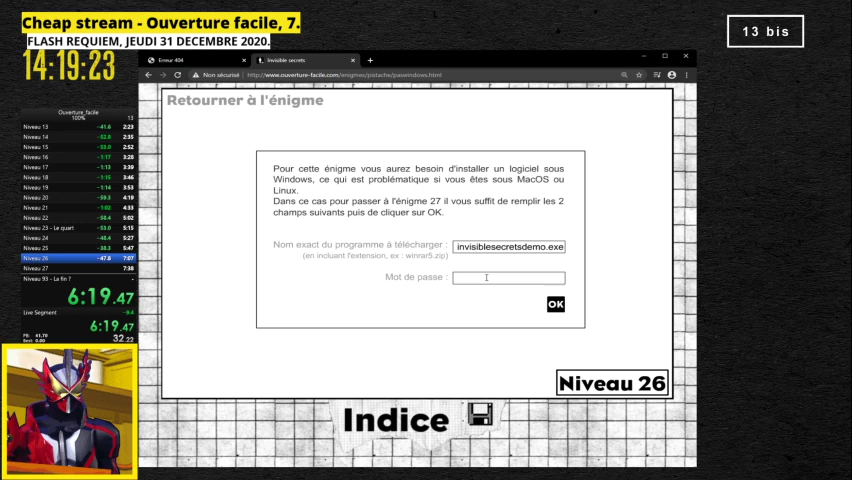 Cheap stream - Ouverture facile, 7.
FLASH REQUIEM, JEUDI 31 DECEMBRE 2020.
14:19:23
13 bis
Erreur 404
Invisible secrets
Non sécurisé | http://www.ouverture-facile.com/enigmes/pistache/paswindows.html
Retourner à l'énigme
Pour cette énigme vous aurez besoin d'installer un logiciel sous
Windows, ce qui est problématique si vous êtes sous MacOS ou
Linux.
Dans ce cas pour passer à l'énigme 27 il vous suffit de remplir les 2
champs suivants puis de cliquer sur OK.
Nom exact du programme à télécharger : invisiblesecretsdemo.exe
(en incluant l'extension, ex : winrar5.zip)
Mot de passe :
OK
Niveau 26
Indice
Ouverture_facile
100% 13
Niveau 13 -41.6 2:23
Niveau 14 -52.0 2:35
Niveau 15 -53.0 2:52
Niveau 16 -1:17 3:28
Niveau 17 -1:13 3:39
Niveau 18 -1:15 3:46
Niveau 19 -1:14 3:53
Niveau 20 -59.3 4:19
Niveau 21 -1:02 4:33
Niveau 22 -58.4 5:02
Niveau 23 - Le quart -53.0 5:15
Niveau 24 -48.4 5:27
Niveau 25 -38.3 5:47
Niveau 26 -47.6 7:07
Niveau 27 7:38
Niveau 93 - La fin ? -
6:19.47
Live Segment -9.4
6:19.47
PB: 41.70
Best: 0.00
32.22